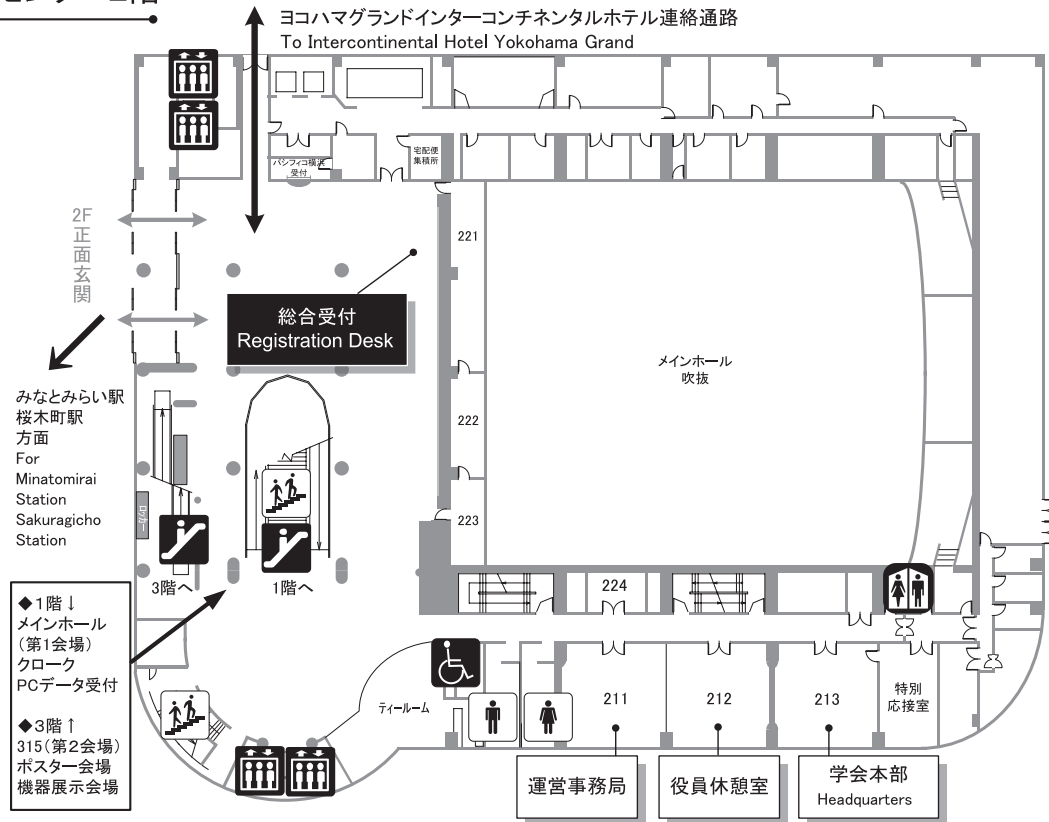 ヨコハマグランドインターコンチネンタルホテル連絡通路
To Intercontinental Hotel Yokohama Grand
パシフィコ横浜
受付
宅配便
集積所
2F
正面玄関
221
総合受付
Registration Desk
メインホール
吹抜
みなとみらい駅
桜木町駅
方面
For
Minatomirai
Station
Sakuragicho
Station
222
ロッカー
223
3階へ
1階へ
224
◆1階↓
メインホール
(第1会場)
クローク
PCデータ受付
◆3階↑
315(第2会場)
ポスター会場
機器展示会場
ティールーム
211
212
213
特別
応接室
運営事務局
役員休憩室
学会本部
Headquarters